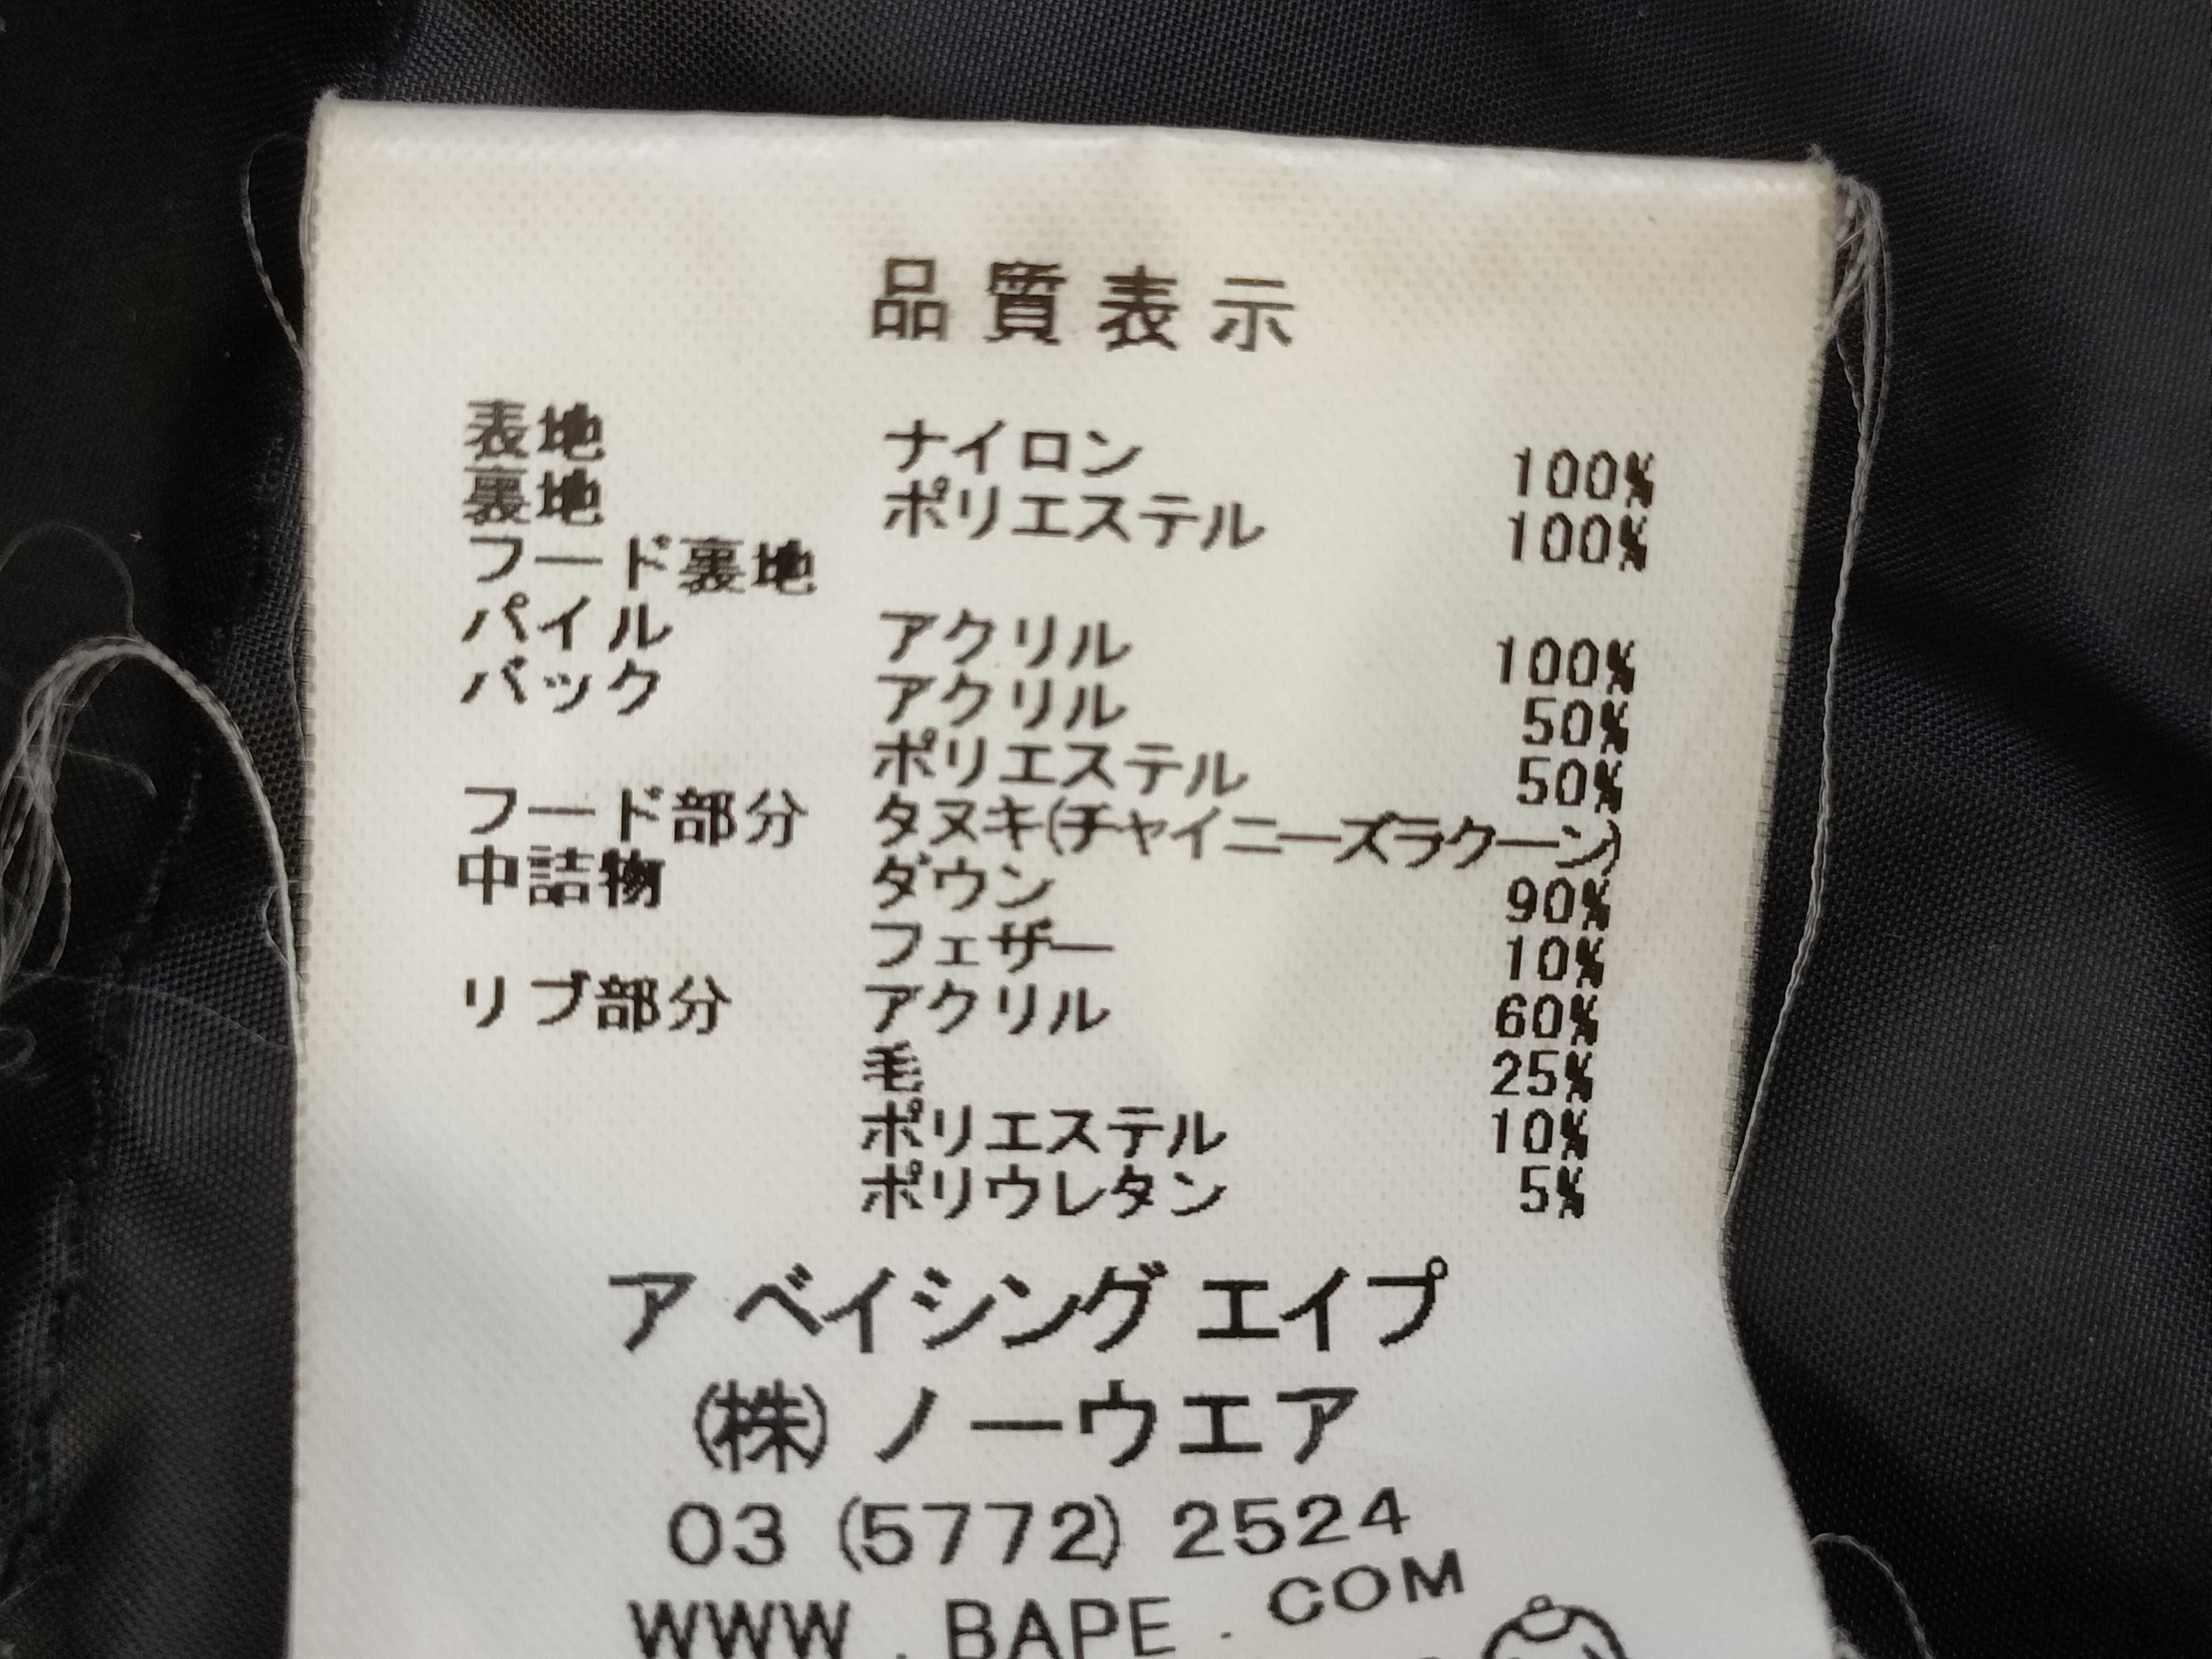 品質表示
表地 ナイロン 100%
裏地 ポリエステル 100%
フード裏地
パイル アクリル 100%
バック アクリル 50%
ポリエステル 50%
フード部分 タヌキ(チャイニーズラクーン)
中詰物 ダウン 90%
フェザー 10%
リブ部分 アクリル 60%
毛 25%
ポリエステル 10%
ポリウレタン 5%
ア ベイシング エイプ
(株)ノーウエア
03 (5772) 2524
WWW.BAPE.COM